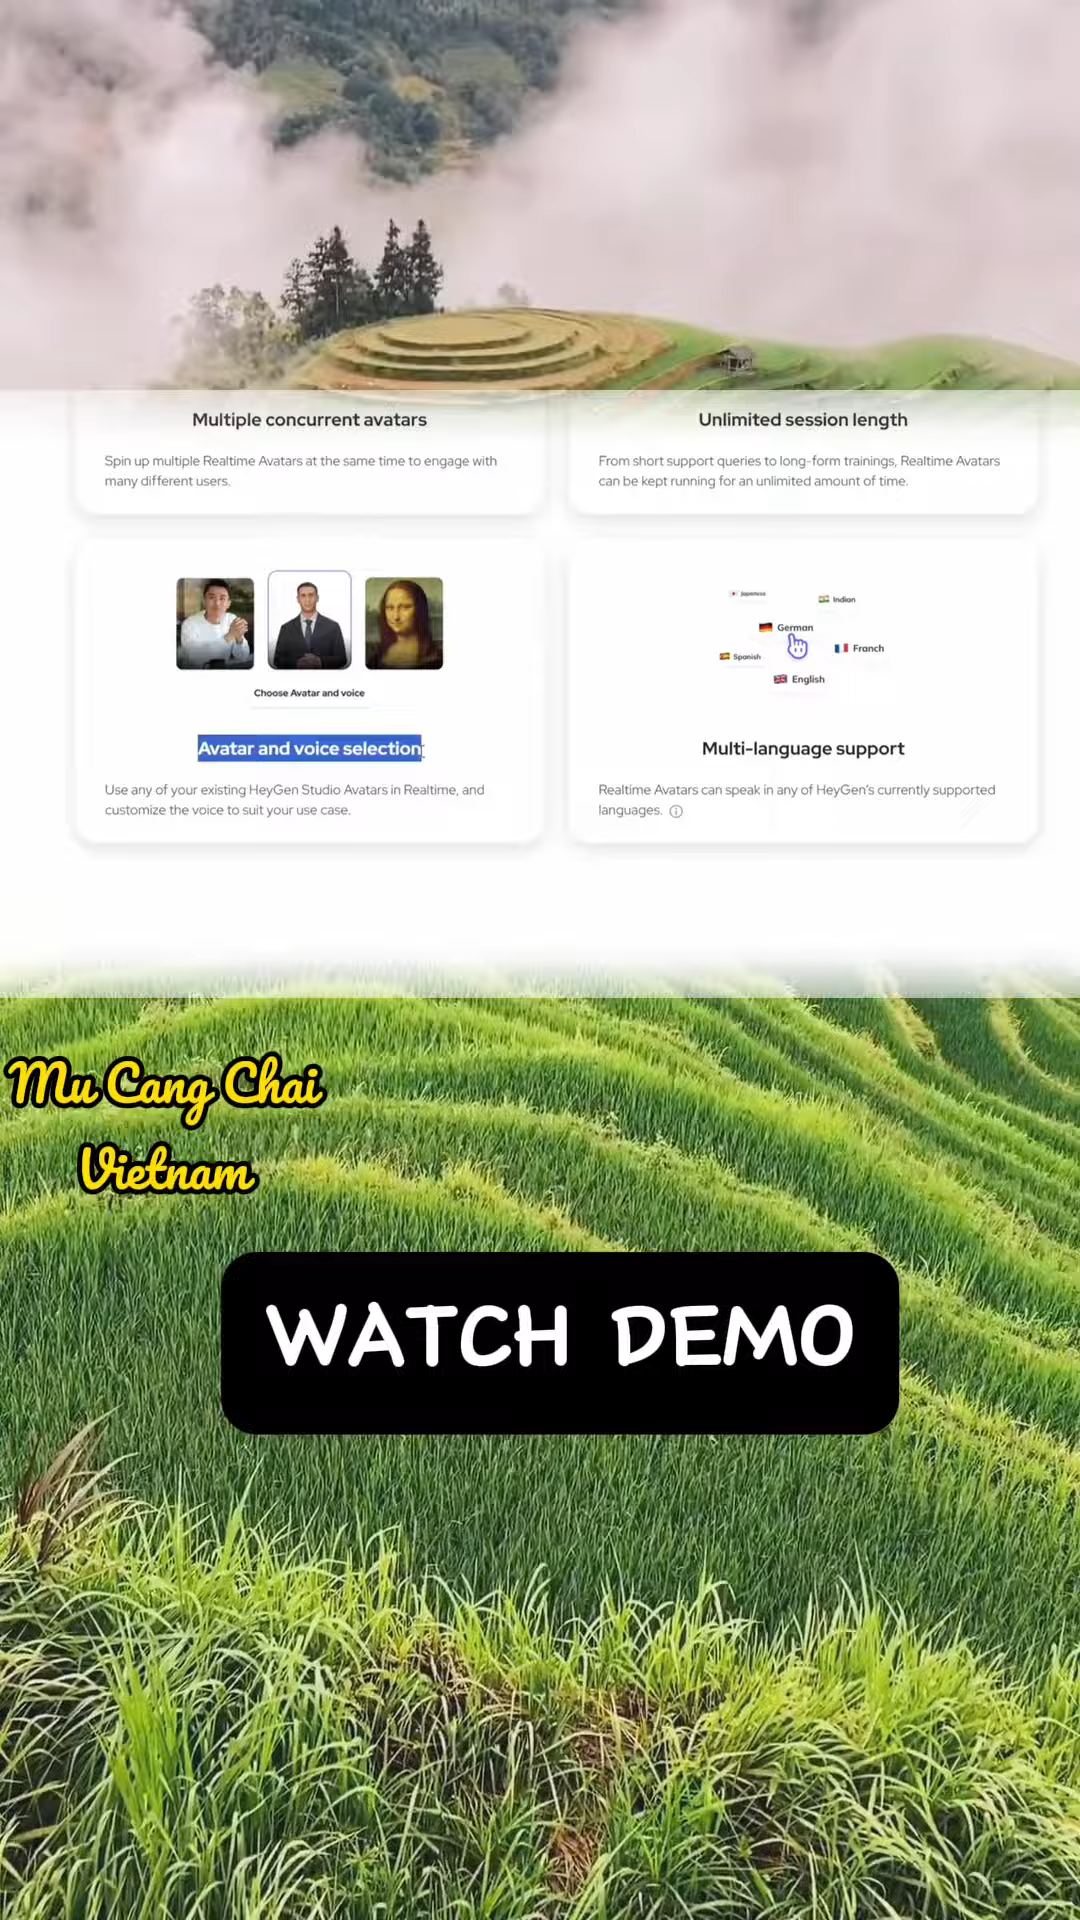 Multiple concurrent avatars
Spin up multiple Realtime Avatars at the same time to engage with
many different users.
Unlimited session length
From short support queries to long-form trainings, Realtime Avatars
can be kept running for an unlimited amount of time.
Choose Avatar and voice
Avatar and voice selection
Use any of your existing HeyGen Studio Avatars in Realtime, and
customize the voice to suit your use case.
Japanese
Indian
German
Franch
Spanish
English
Multi-language support
Realtime Avatars can speak in any of HeyGen's currently supported
languages.
Mu Cang Chai
Vietnam
WATCH DEMO